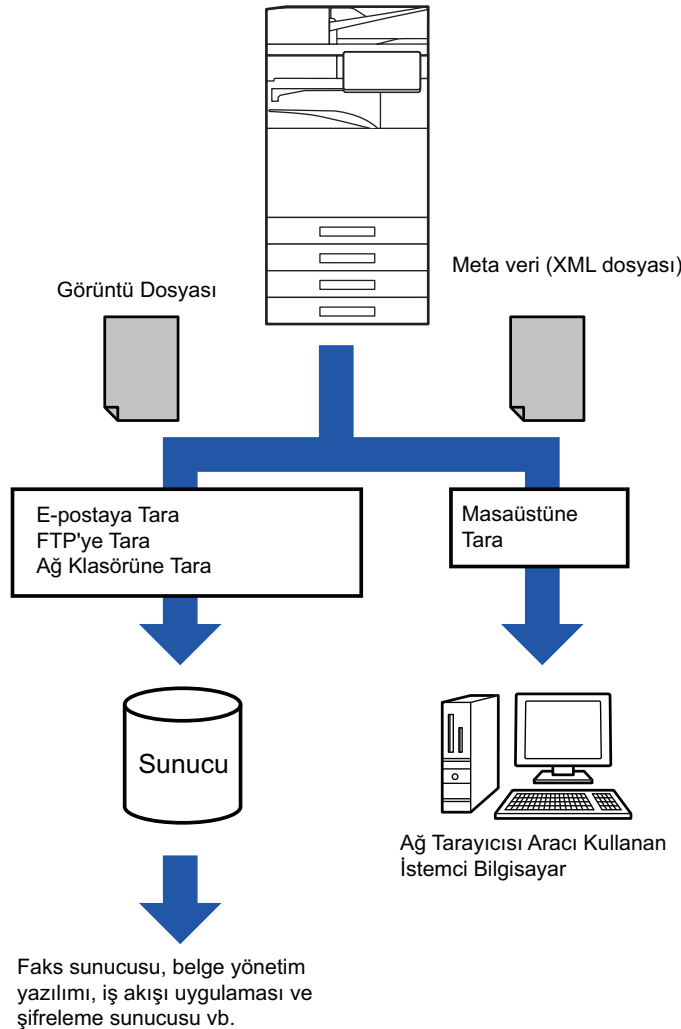 Meta veri (XML dosyası)
Görüntü Dosyası
E-postaya Tara
FTP'ye Tara
Ağ Klasörüne Tara
Masaüstüne
Tara
Sunucu
Ağ Tarayıcısı Aracı Kullanan
İstemci Bilgisayar
Faks sunucusu, belge yönetim
yazılımı, iş akışı uygulaması ve
şifreleme sunucusu vb.